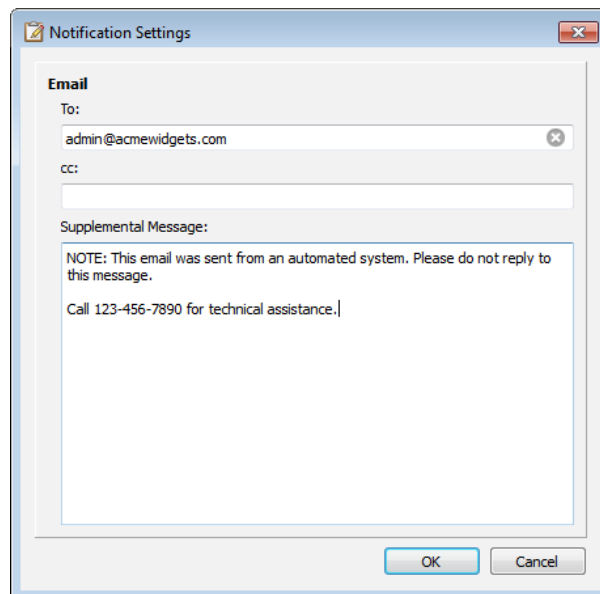 Notification Settings
Email
To:
admin@acmewidgets.com
cc:
Supplemental Message:
NOTE: This email was sent from an automated system. Please do not reply to
this message.
Call 123-456-7890 for technical assistance.
OK
Cancel